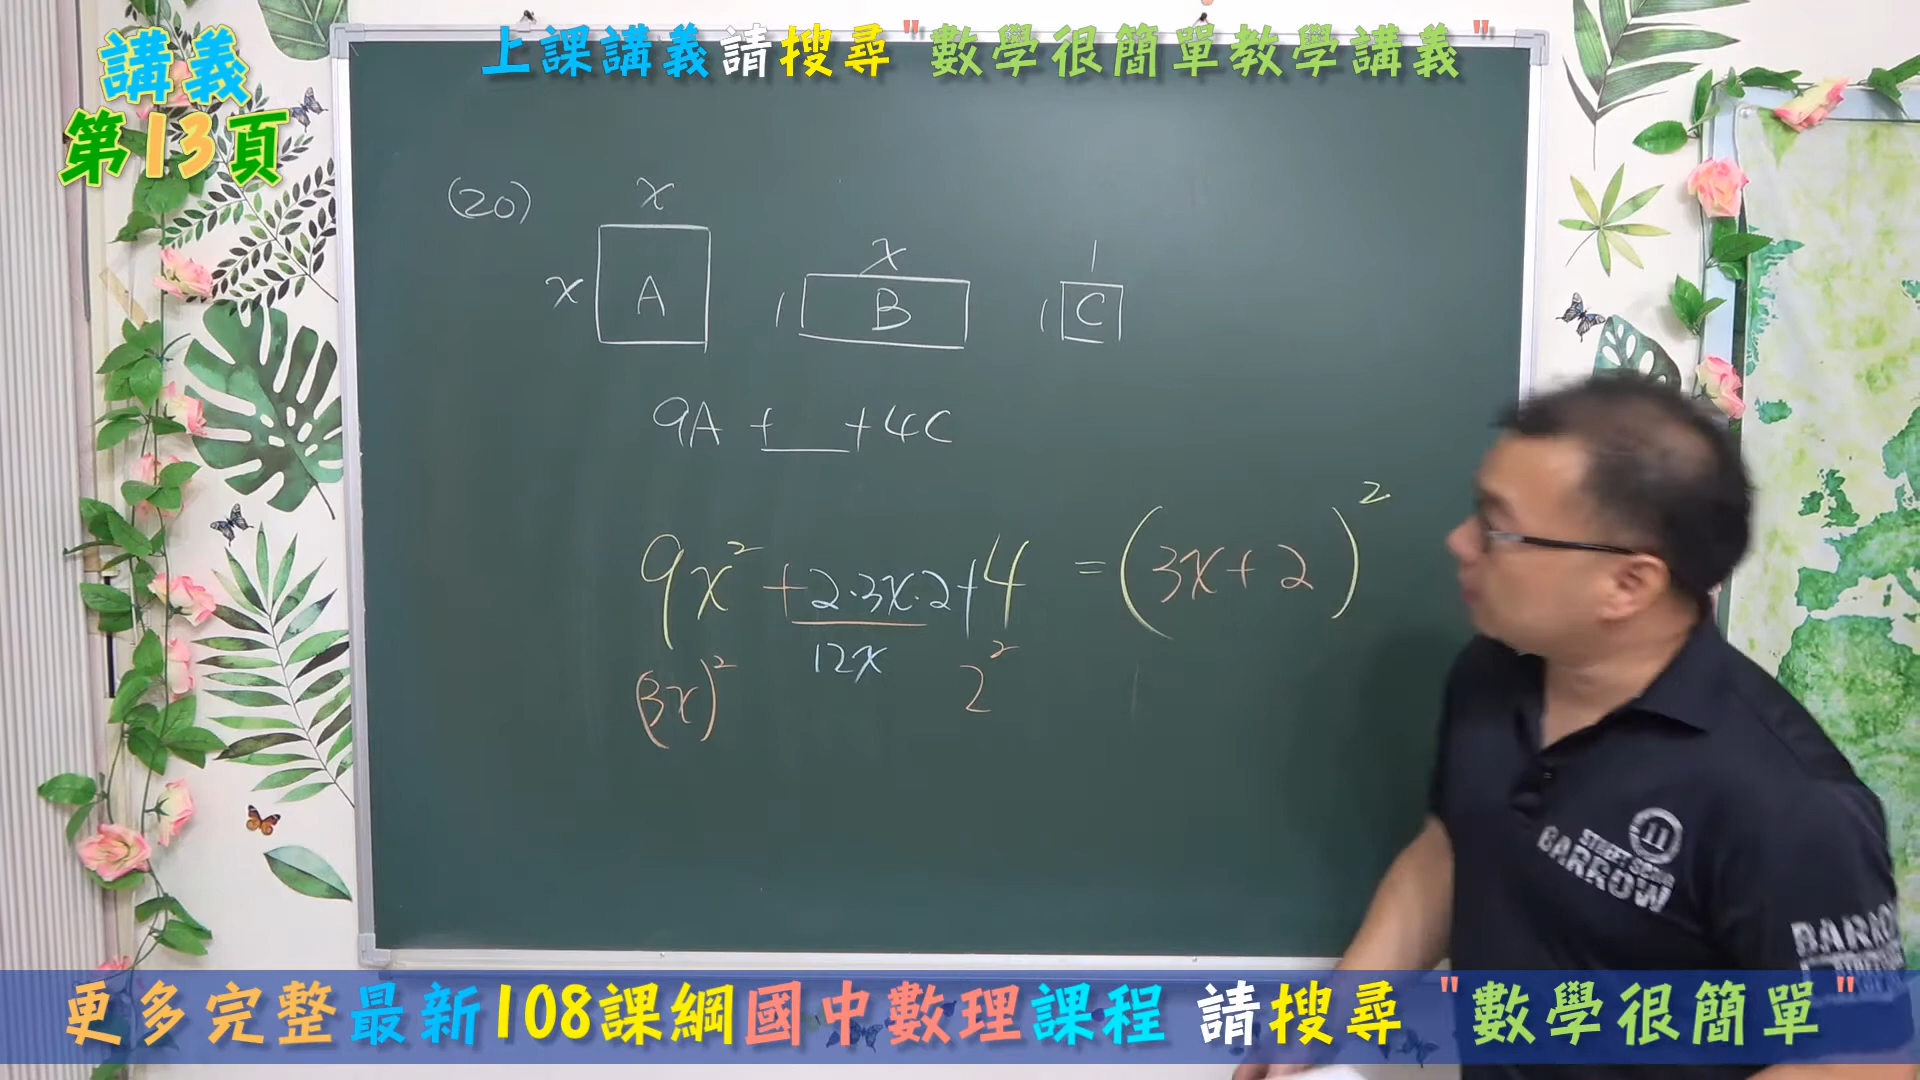 上課講義請搜尋"數學很簡單教學講義"
講義
第13頁
(20)
x
x A
x
1 B
1
1 C
9A + ___ + 4C
9x² + 2·3x·2 + 4 = (3x+2)²
(3x)² 12x 2²
11
STREET
BARROW
更多完整最新108課綱國中數理課程 請搜尋 "數學很簡單"